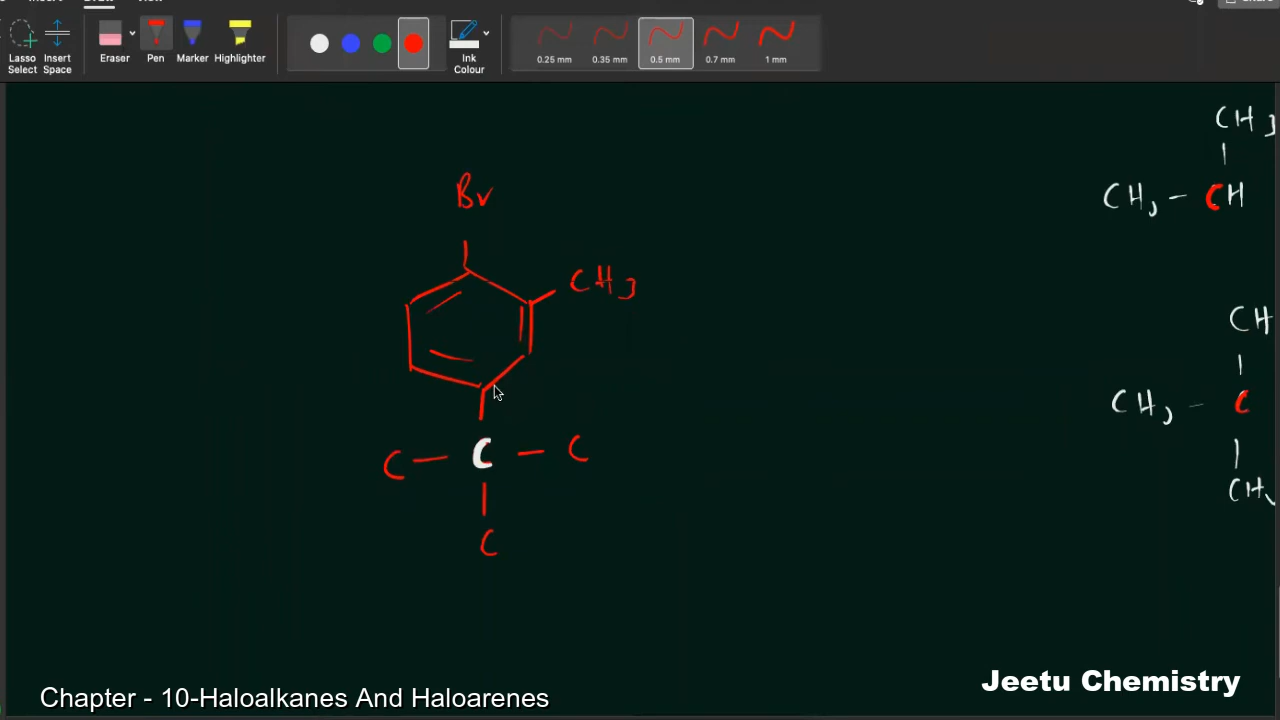 Lasso Select
Insert Space
Eraser
Pen
Marker
Highlighter
Ink Colour
0.25 mm
0.35 mm
0.5 mm
0.7 mm
1 mm
CH3
CH3 - CH
Br
CH3
CH
CH3 - C
CH3
C - C - C
C
Chapter - 10-Haloalkanes And Haloarenes
Jeetu Chemistry